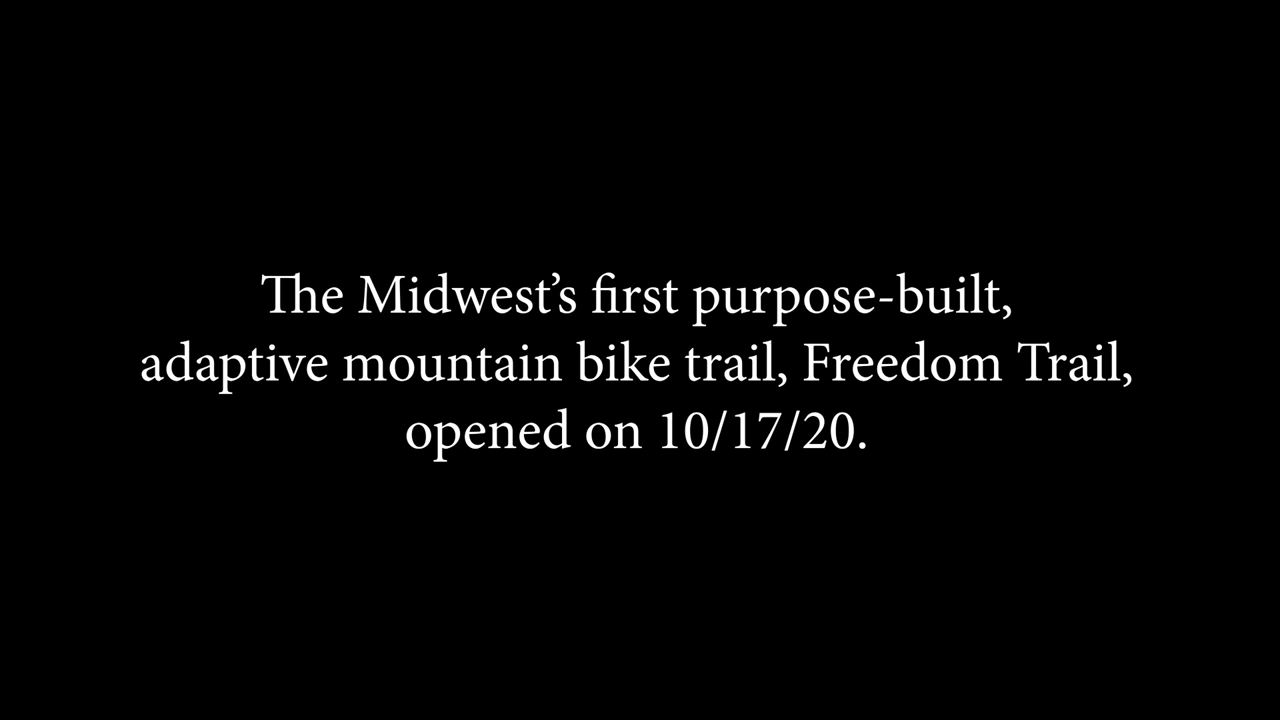 The Midwest’s first purpose-built,
adaptive mountain bike trail, Freedom Trail,
opened on 10/17/20.